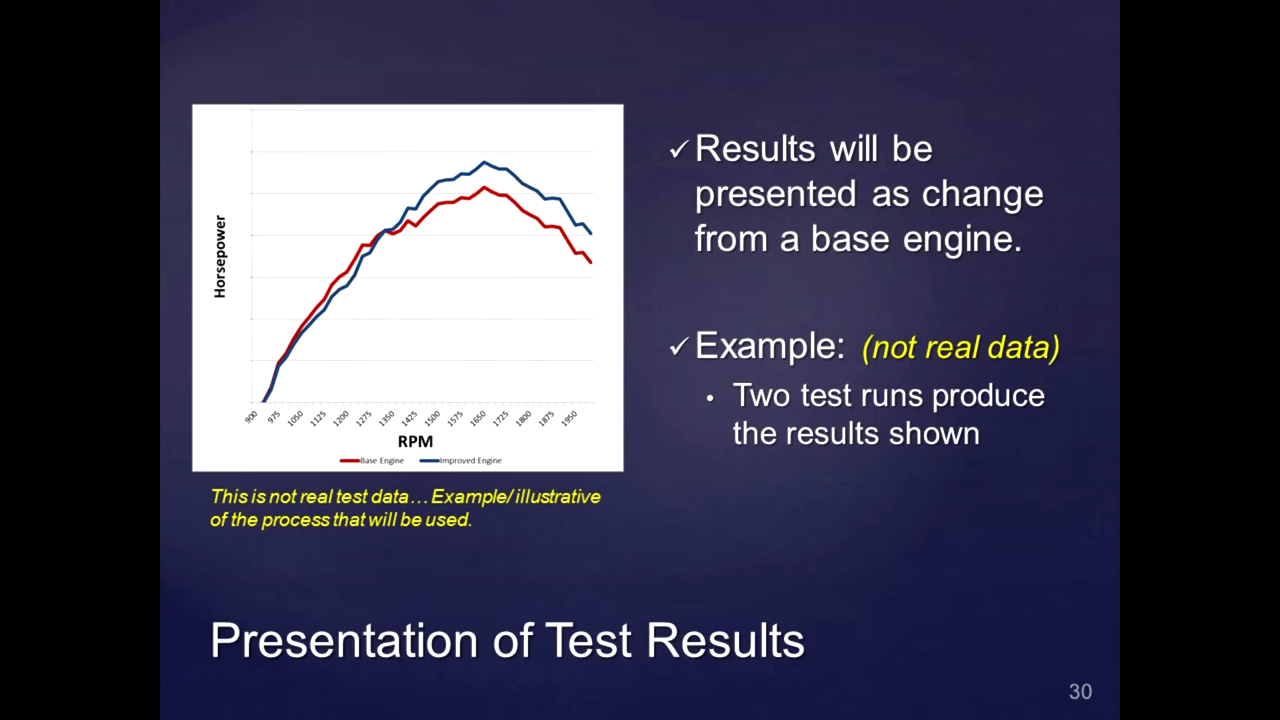 Horsepower
900 975 1050 1125 1200 1275 1350 1425 1500 1575 1650 1725 1800 1875 1950
RPM
Base Engine Improved Engine
This is not real test data... Example/ illustrative
of the process that will be used.
✓ Results will be
presented as change
from a base engine.
✓ Example: (not real data)
• Two test runs produce
the results shown
Presentation of Test Results
30